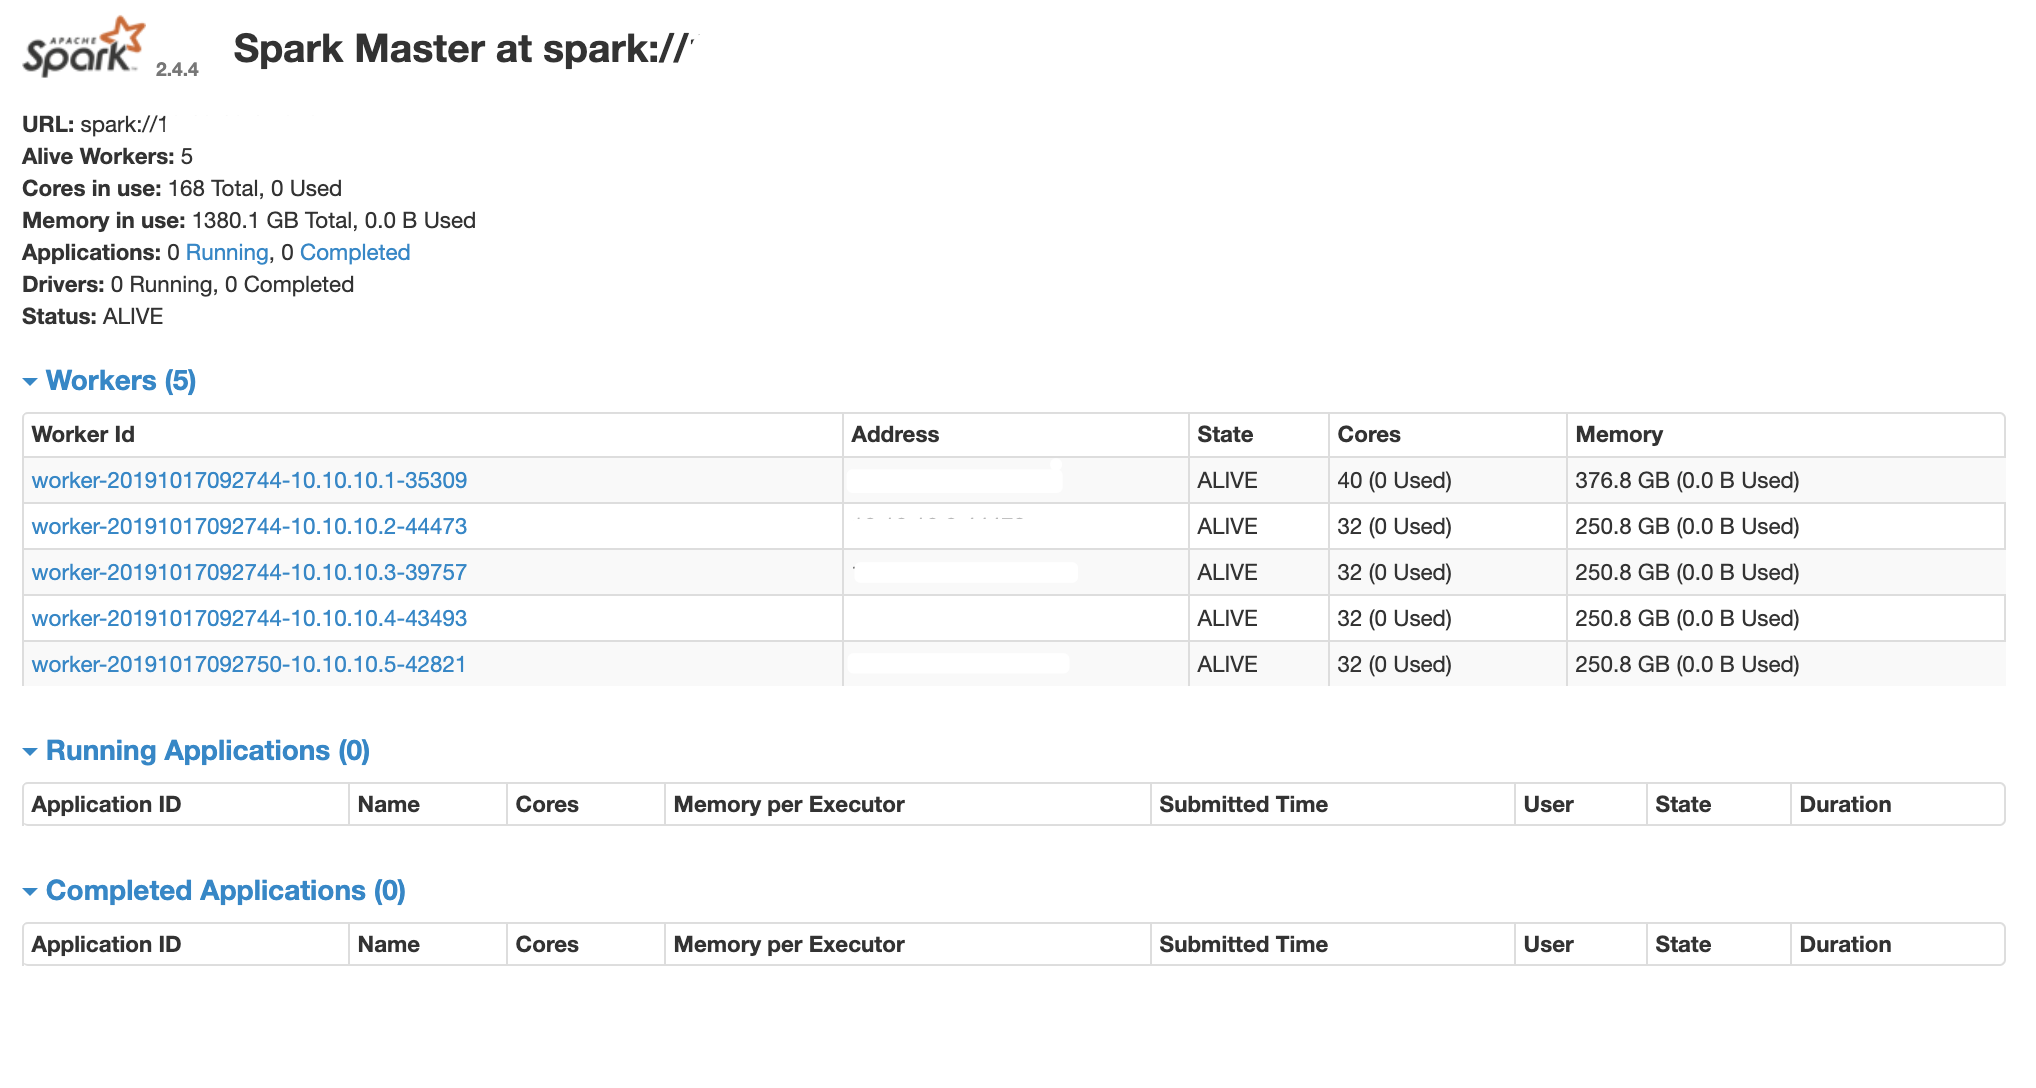 APACHE
Spark 2.4.4 Spark Master at spark://
URL: spark://1
Alive Workers: 5
Cores in use: 168 Total, 0 Used
Memory in use: 1380.1 GB Total, 0.0 B Used
Applications: 0 Running, 0 Completed
Drivers: 0 Running, 0 Completed
Status: ALIVE
Workers (5)
Worker Id Address State Cores Memory
worker-20191017092744-10.10.10.1-35309 ALIVE 40 (0 Used) 376.8 GB (0.0 B Used)
worker-20191017092744-10.10.10.2-44473 ALIVE 32 (0 Used) 250.8 GB (0.0 B Used)
worker-20191017092744-10.10.10.3-39757 ALIVE 32 (0 Used) 250.8 GB (0.0 B Used)
worker-20191017092744-10.10.10.4-43493 ALIVE 32 (0 Used) 250.8 GB (0.0 B Used)
worker-20191017092750-10.10.10.5-42821 ALIVE 32 (0 Used) 250.8 GB (0.0 B Used)
Running Applications (0)
Application ID Name Cores Memory per Executor Submitted Time User State Duration
Completed Applications (0)
Application ID Name Cores Memory per Executor Submitted Time User State Duration